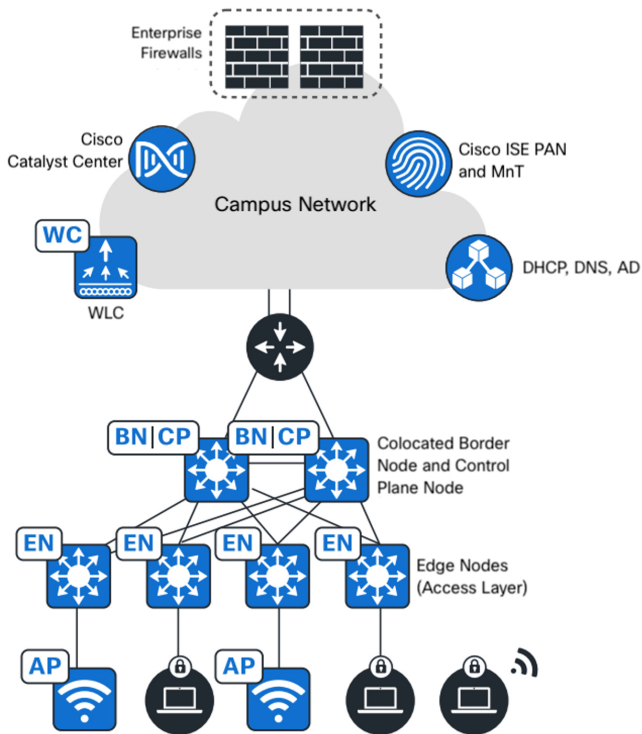 Enterprise
Firewalls
Cisco
Catalyst Center
Cisco ISE PAN
and MnT
Campus Network
WC
WLC
DHCP, DNS, AD
BN|CP
BN|CP
Colocated Border
Node and Control
Plane Node
EN
EN
EN
EN
Edge Nodes
(Access Layer)
AP
AP